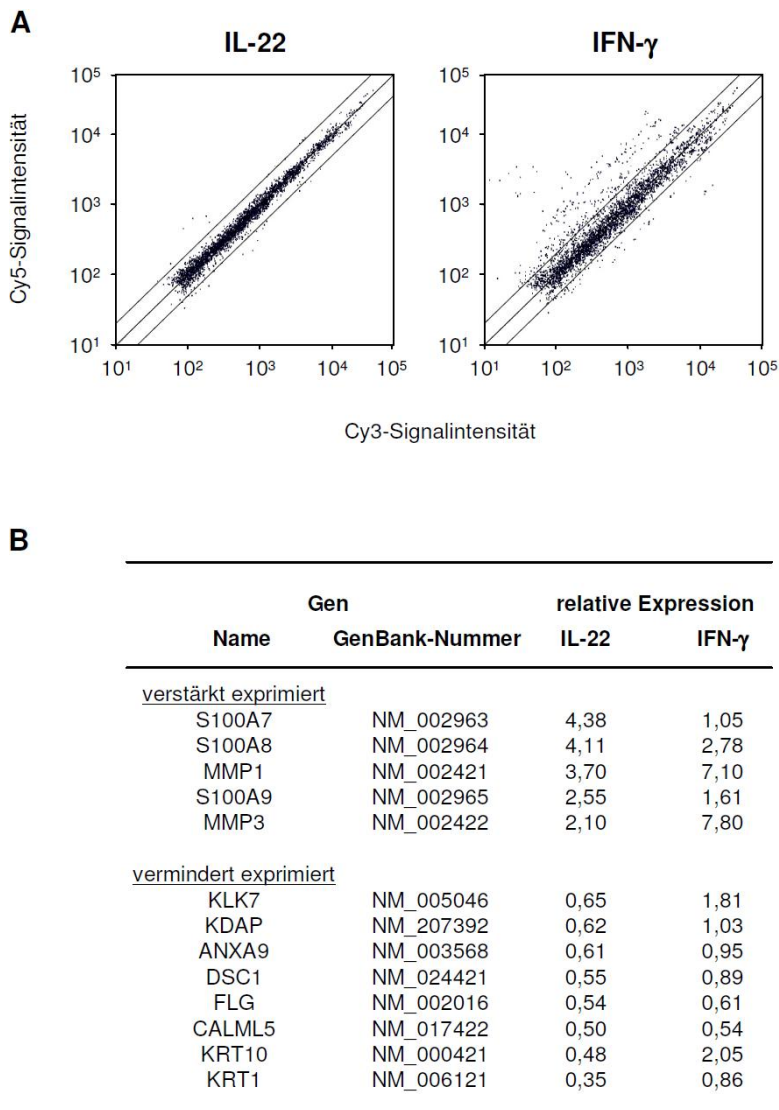 A
IL-22 IFN-γ
Cy5-Signalintensität
10⁵ 10⁵
10⁴ 10⁴
10³ 10³
10² 10²
10¹ 10¹
10¹ 10² 10³ 10⁴ 10⁵ 10¹ 10² 10³ 10⁴ 10⁵
Cy3-Signalintensität
B
Gen relative Expression
Name GenBank-Nummer IL-22 IFN-γ
verstärkt exprimiert
S100A7 NM_002963 4,38 1,05
S100A8 NM_002964 4,11 2,78
MMP1 NM_002421 3,70 7,10
S100A9 NM_002965 2,55 1,61
MMP3 NM_002422 2,10 7,80
vermindert exprimiert
KLK7 NM_005046 0,65 1,81
KDAP NM_207392 0,62 1,03
ANXA9 NM_003568 0,61 0,95
DSC1 NM_024421 0,55 0,89
FLG NM_002016 0,54 0,61
CALML5 NM_017422 0,50 0,54
KRT10 NM_000421 0,48 2,05
KRT1 NM_006121 0,35 0,86